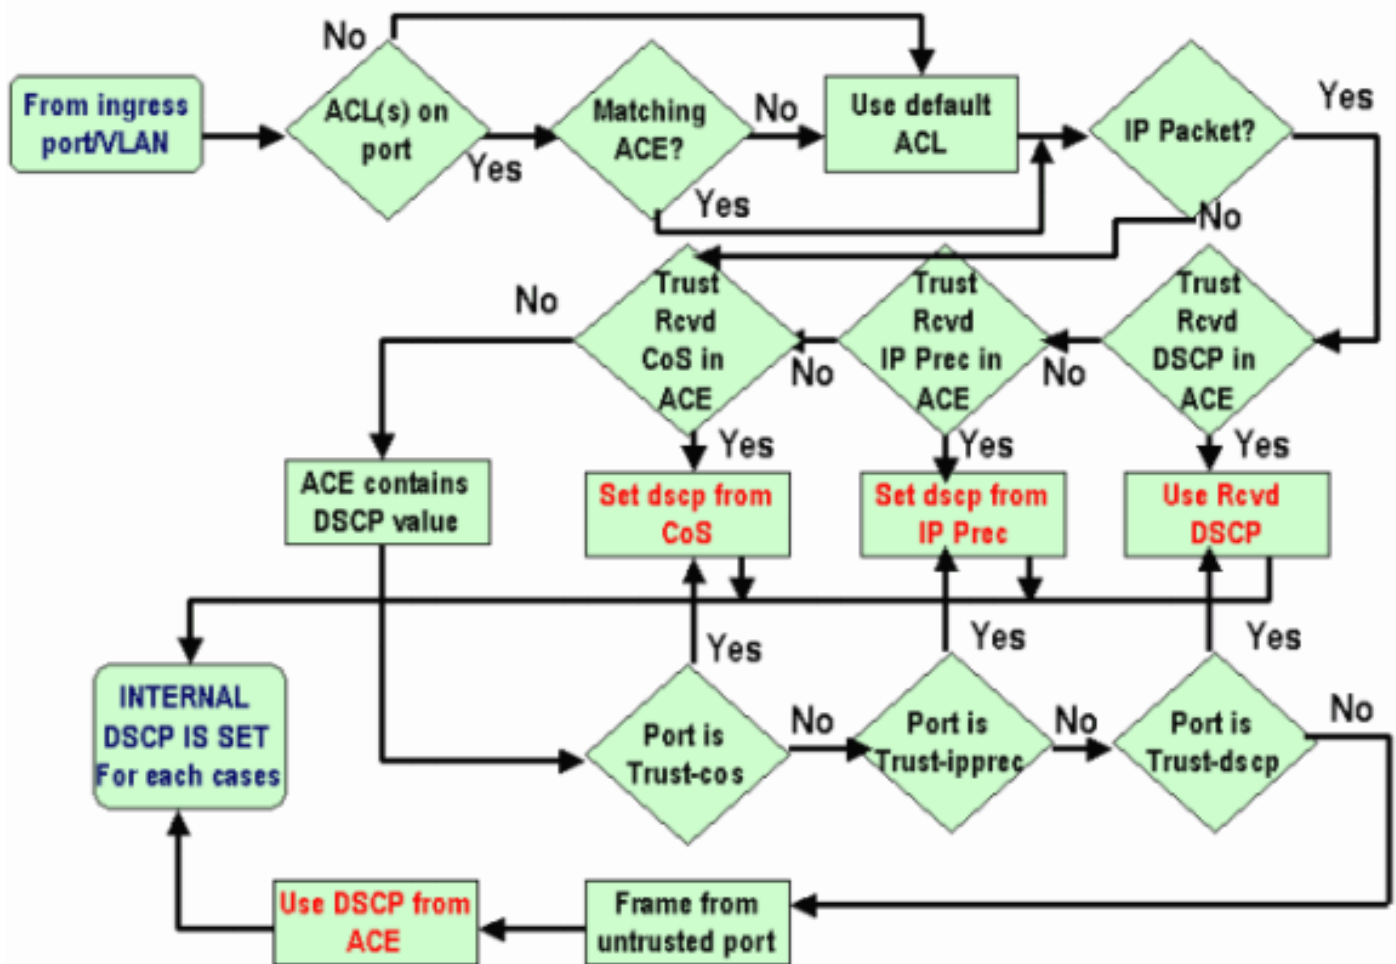 No
From ingress
port/VLAN
ACL(s) on
port
Yes
Matching
ACE?
No
Yes
Use default
ACL
IP Packet?
Yes
No
Trust
Rcvd
DSCP in
ACE
No
Yes
Trust
Rcvd
IP Prec in
ACE
No
Yes
Trust
Rcvd
CoS in
ACE
No
Yes
ACE contains
DSCP value
Set dscp from
CoS
Set dscp from
IP Prec
Use Rcvd
DSCP
Yes
Yes
Yes
INTERNAL
DSCP IS SET
For each cases
Port is
Trust-cos
No
Port is
Trust-ipprec
No
Port is
Trust-dscp
No
Use DSCP from
ACE
Frame from
untrusted port